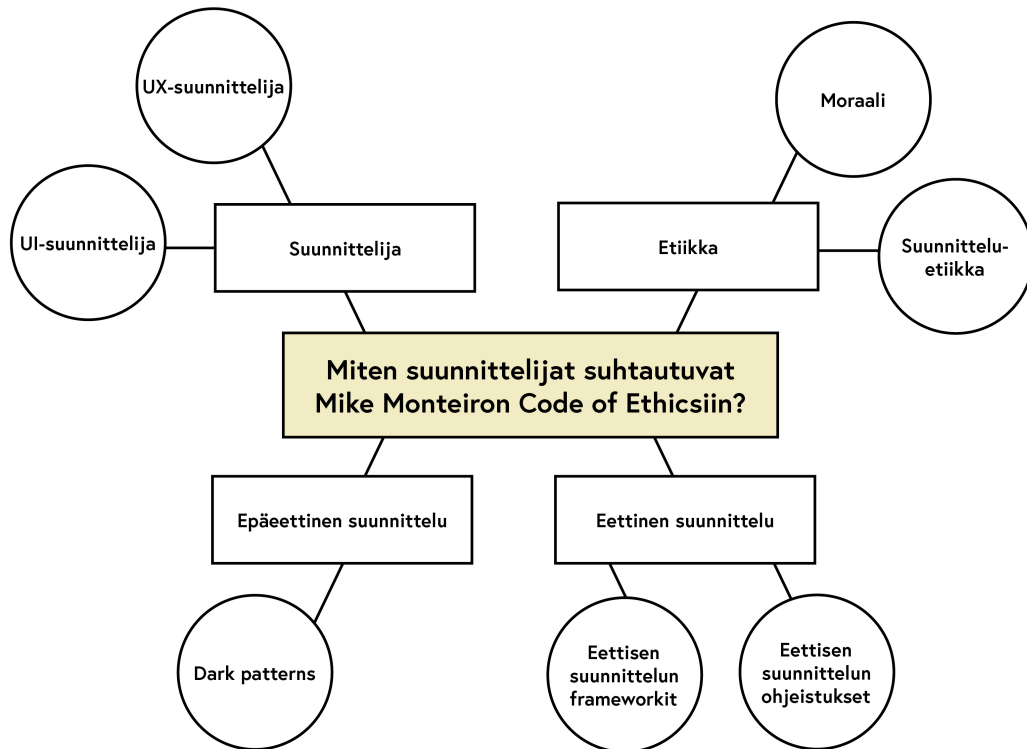 UX-suunnittelija
Moraali
UI-suunnittelija
Suunnittelija
Etiikka
Suunnittelu-
etiikka
Miten suunnittelijat suhtautuvat
Mike Monteiron Code of Ethicsiin?
Epäeettinen suunnittelu
Eettinen suunnittelu
Dark patterns
Eettisen
suunnittelun
frameworkit
Eettisen
suunnittelun
ohjeistukset